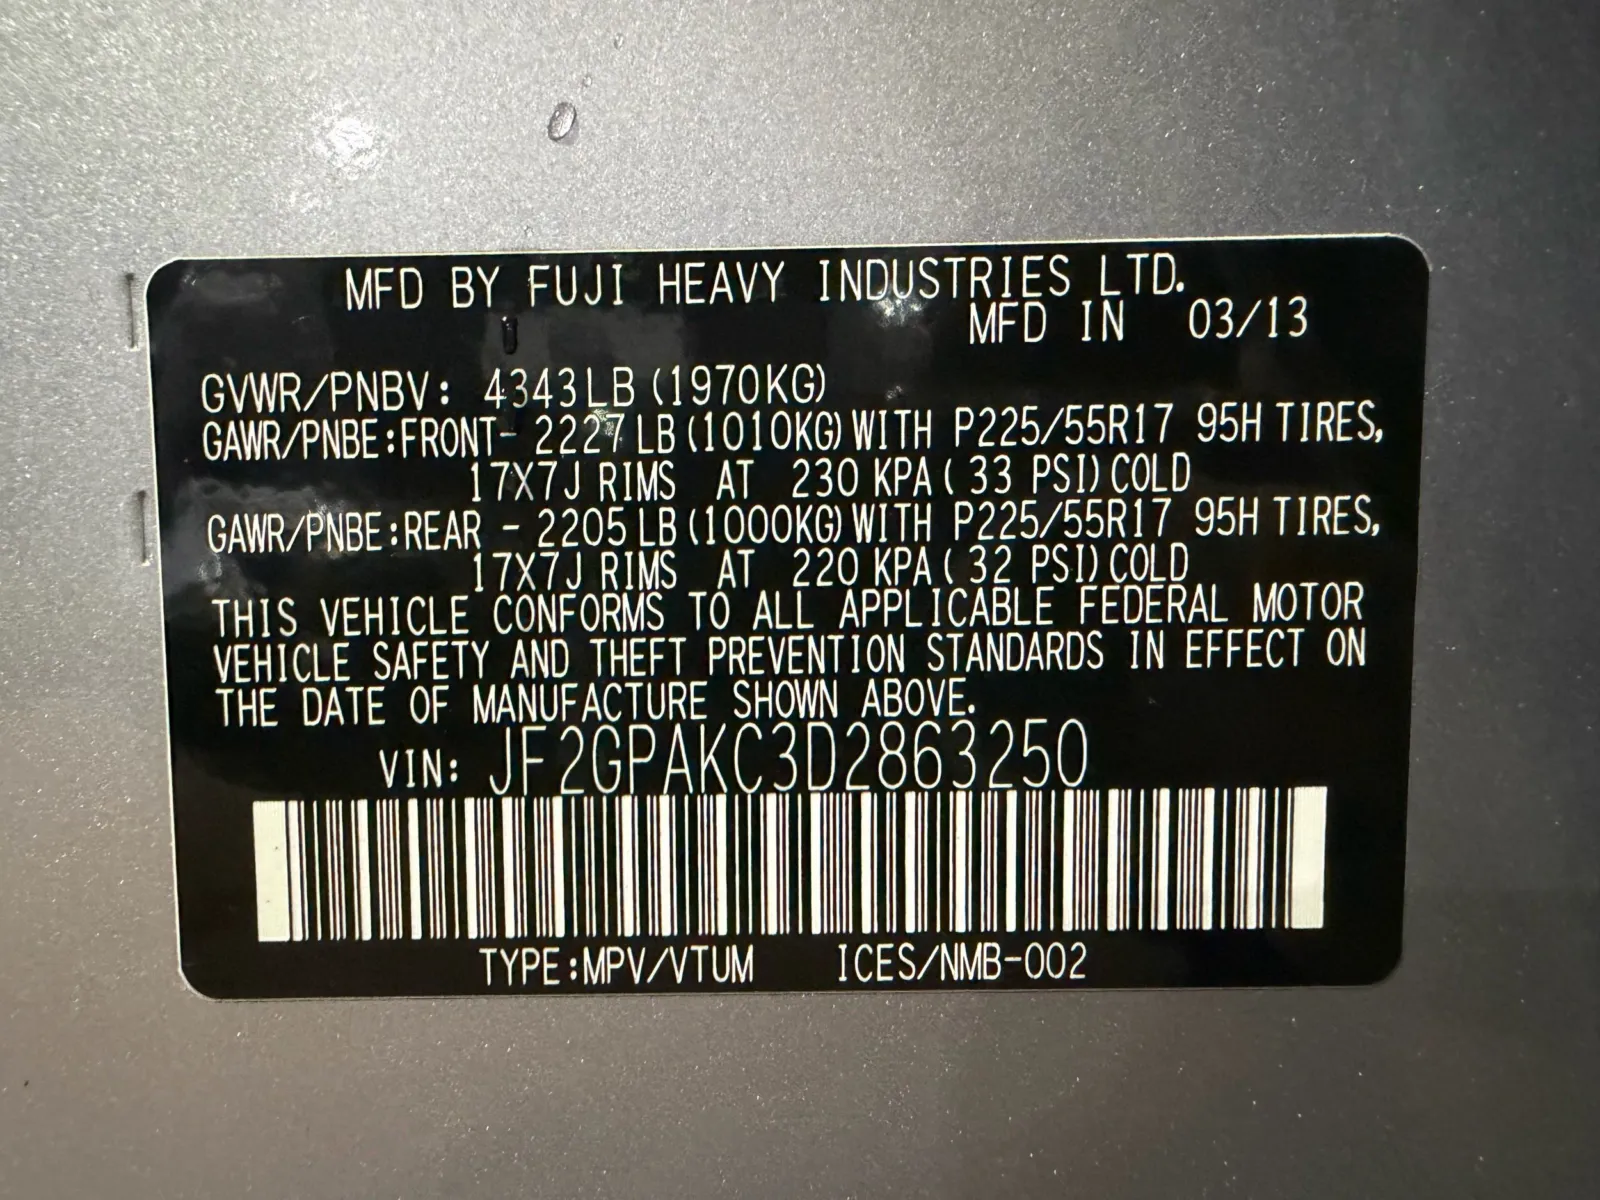 MFD BY FUJI HEAVY INDUSTRIES LTD.
MFD IN 03/13
GVWR/PNBV: 4343LB (1970KG)
GAWR/PNBE:FRONT- 2227 LB (1010KG) WITH P225/55R17 95H TIRES,
17X7J RIMS AT 230 KPA ( 33 PSI) COLD
GAWR/PNBE:REAR - 2205 LB (1000KG) WITH P225/55R17 95H TIRES,
17X7J RIMS AT 220 KPA ( 32 PSI) COLD
THIS VEHICLE CONFORMS TO ALL APPLICABLE FEDERAL MOTOR
VEHICLE SAFETY AND THEFT PREVENTION STANDARDS IN EFFECT ON
THE DATE OF MANUFACTURE SHOWN ABOVE.
VIN: JF2GPAKC3D2863250
TYPE:MPV/VTUM ICES/NMB-002